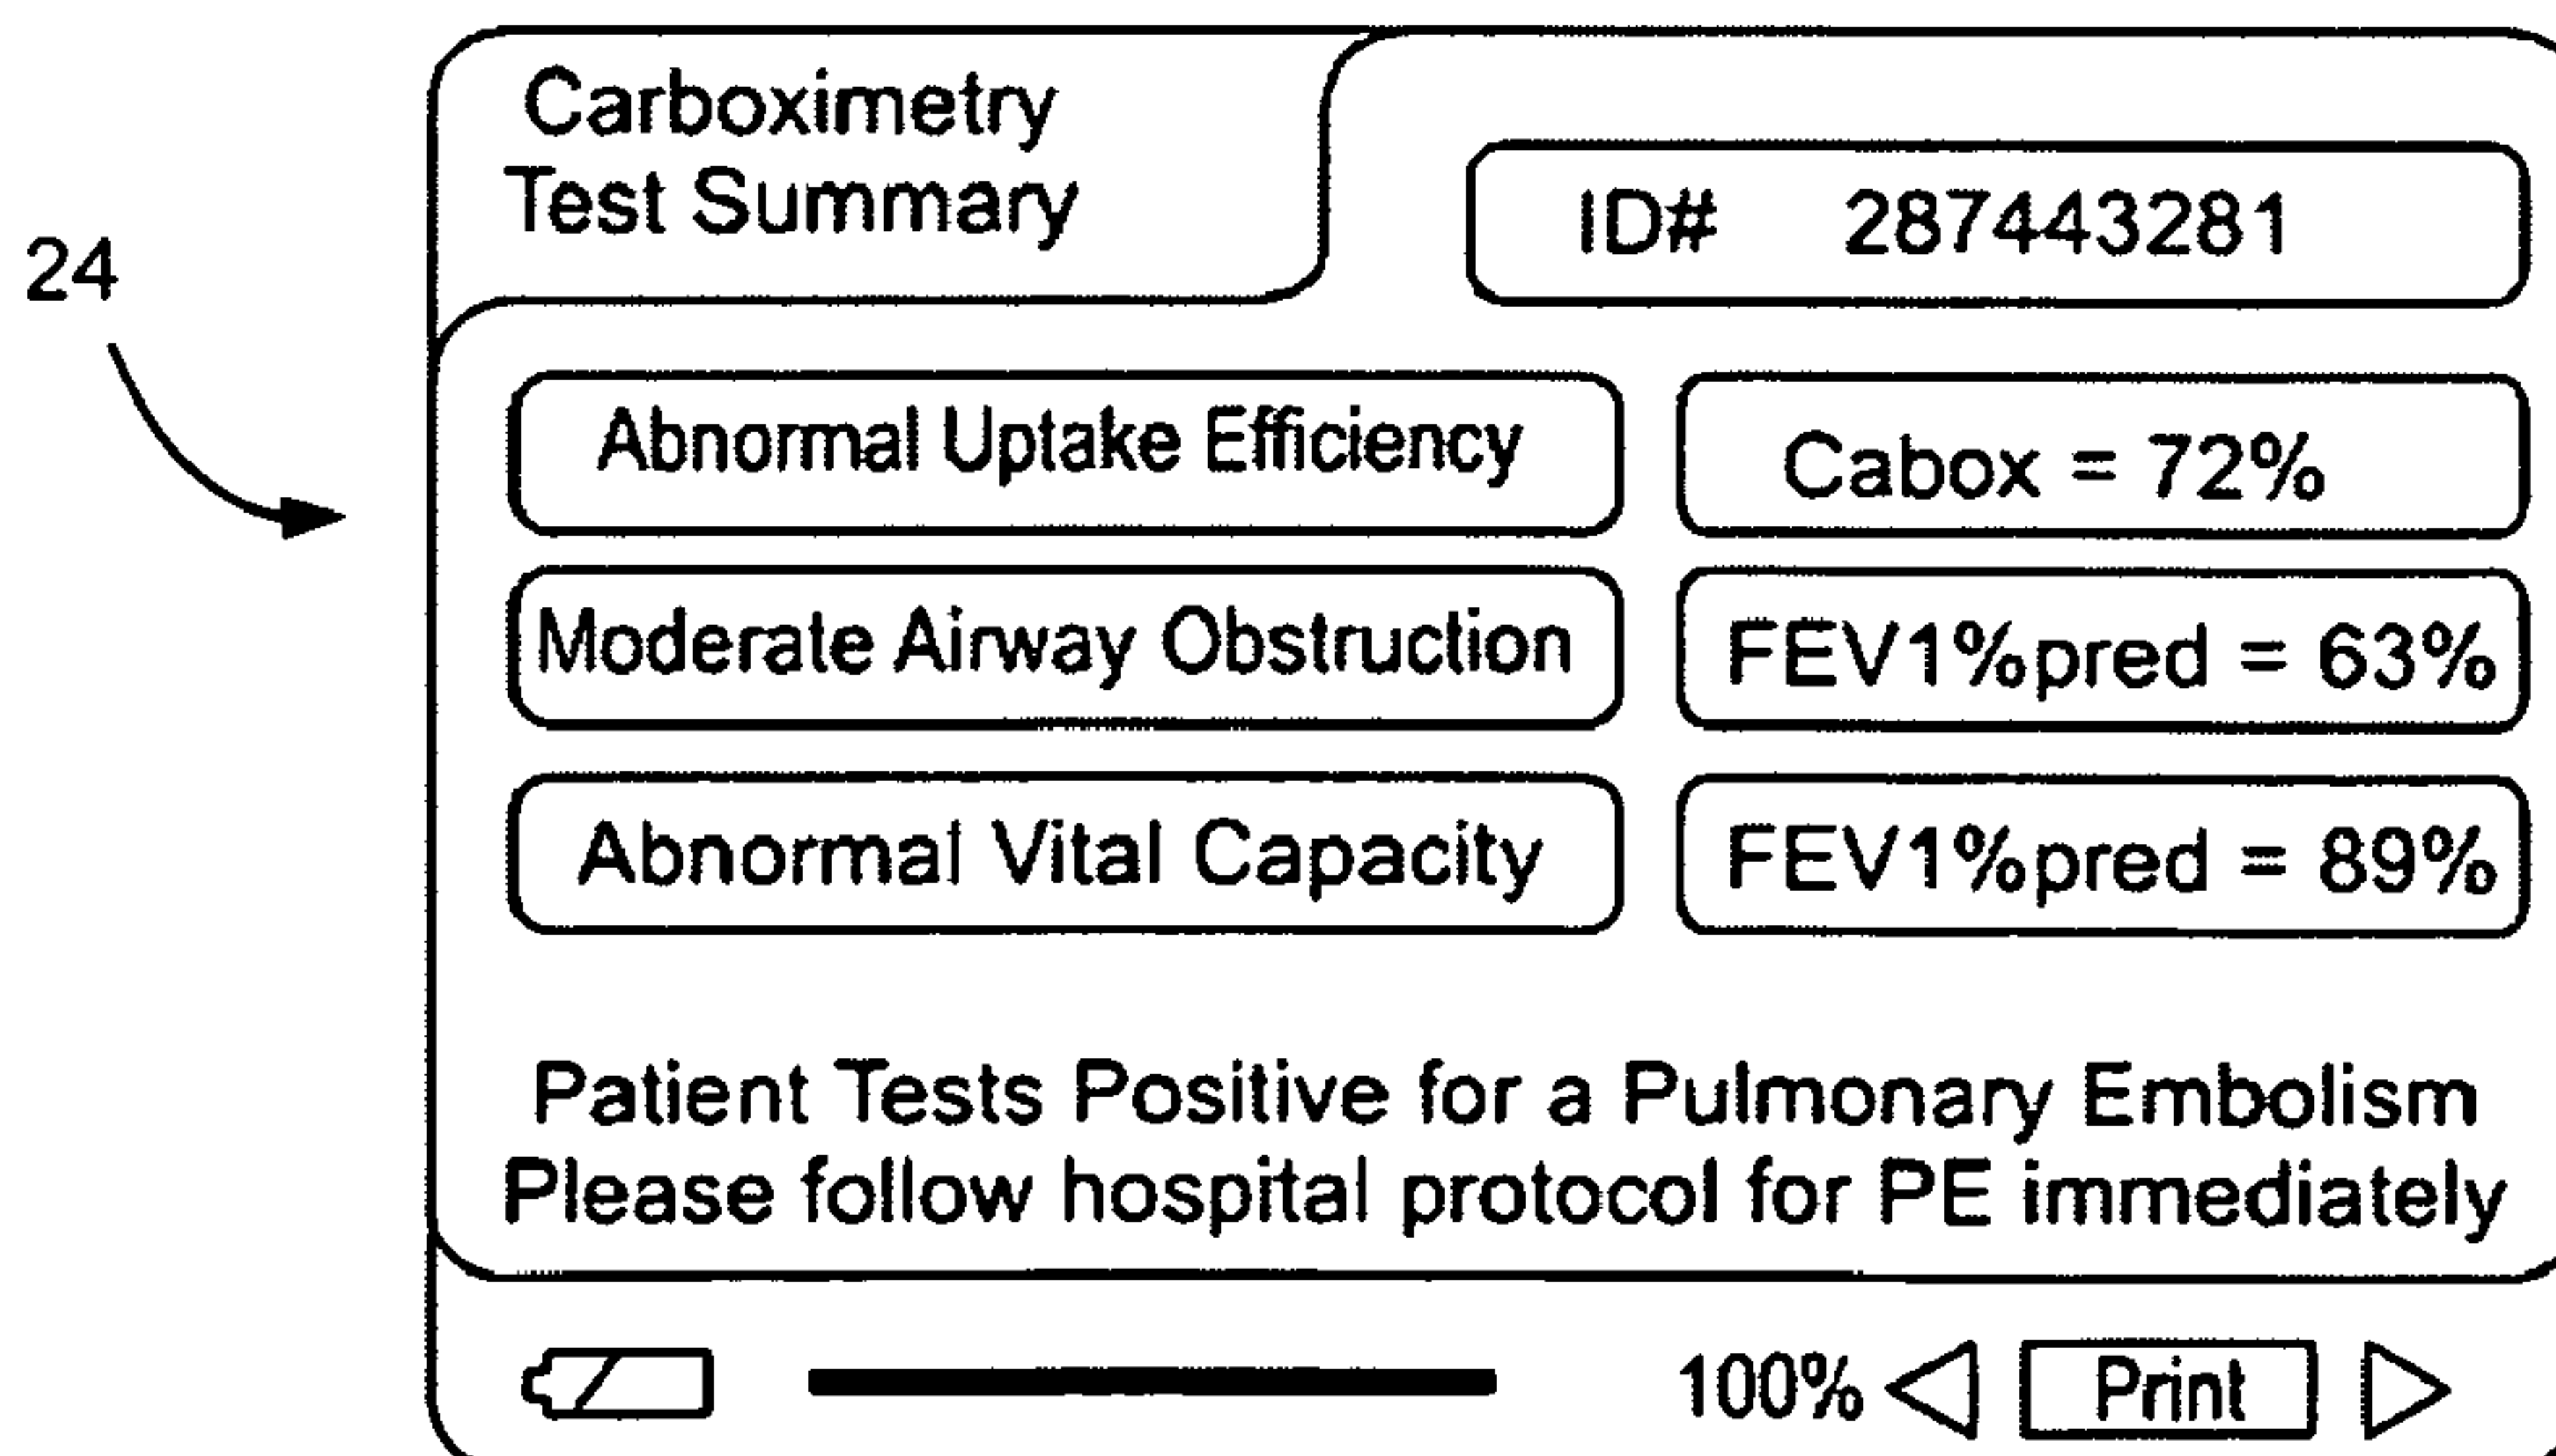 Carboximetry
Test Summary
ID# 287443281
24
Abnormal Uptake Efficiency
Cabox = 72%
Moderate Airway Obstruction
FEV1%pred = 63%
Abnormal Vital Capacity
FEV1%pred = 89%
Patient Tests Positive for a Pulmonary Embolism
Please follow hospital protocol for PE immediately
100%
Print